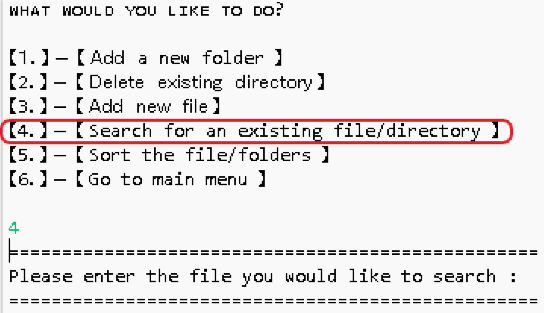 WHAT WOULD YOU LIKE TO DO?
【1.】—【 Add a new folder 】
【2.】—【 Delete existing directory】
【3.】—【 Add new file】
【4.】—【 Search for an existing file/directory 】
【5.】—【 Sort the file/folders 】
【6.】—【 Go to main menu 】
4
==================================================
Please enter the file you would like to search :
==================================================